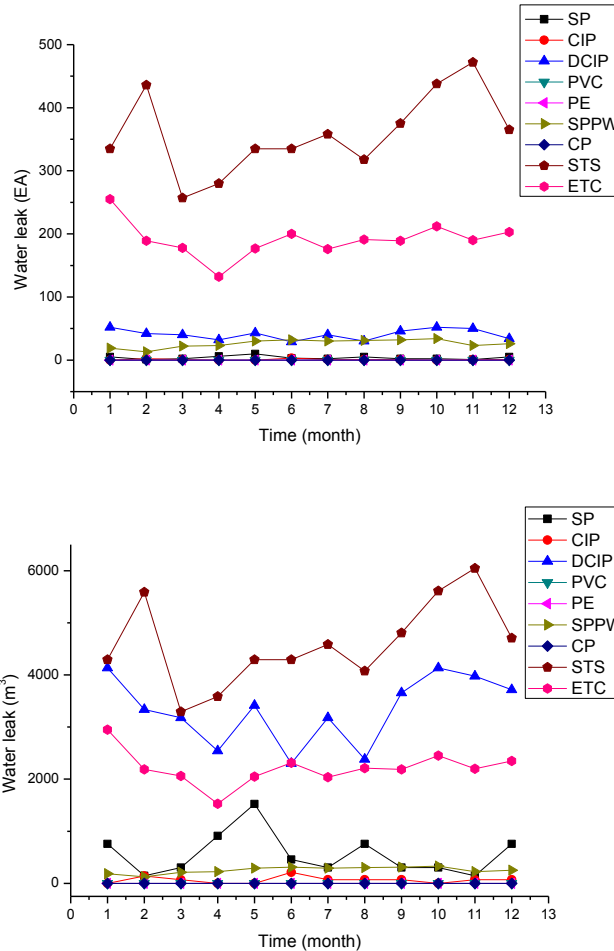 SP
CIP
DCIP
PVC
PE
SPPW
CP
STS
ETC
500
400
300
200
100
0
Water leak (EA)
0 1 2 3 4 5 6 7 8 9 10 11 12 13
Time (month)
SP
CIP
DCIP
PVC
PE
SPPW
CP
STS
ETC
6000
4000
2000
0
Water leak (m³)
0 1 2 3 4 5 6 7 8 9 10 11 12 13
Time (month)